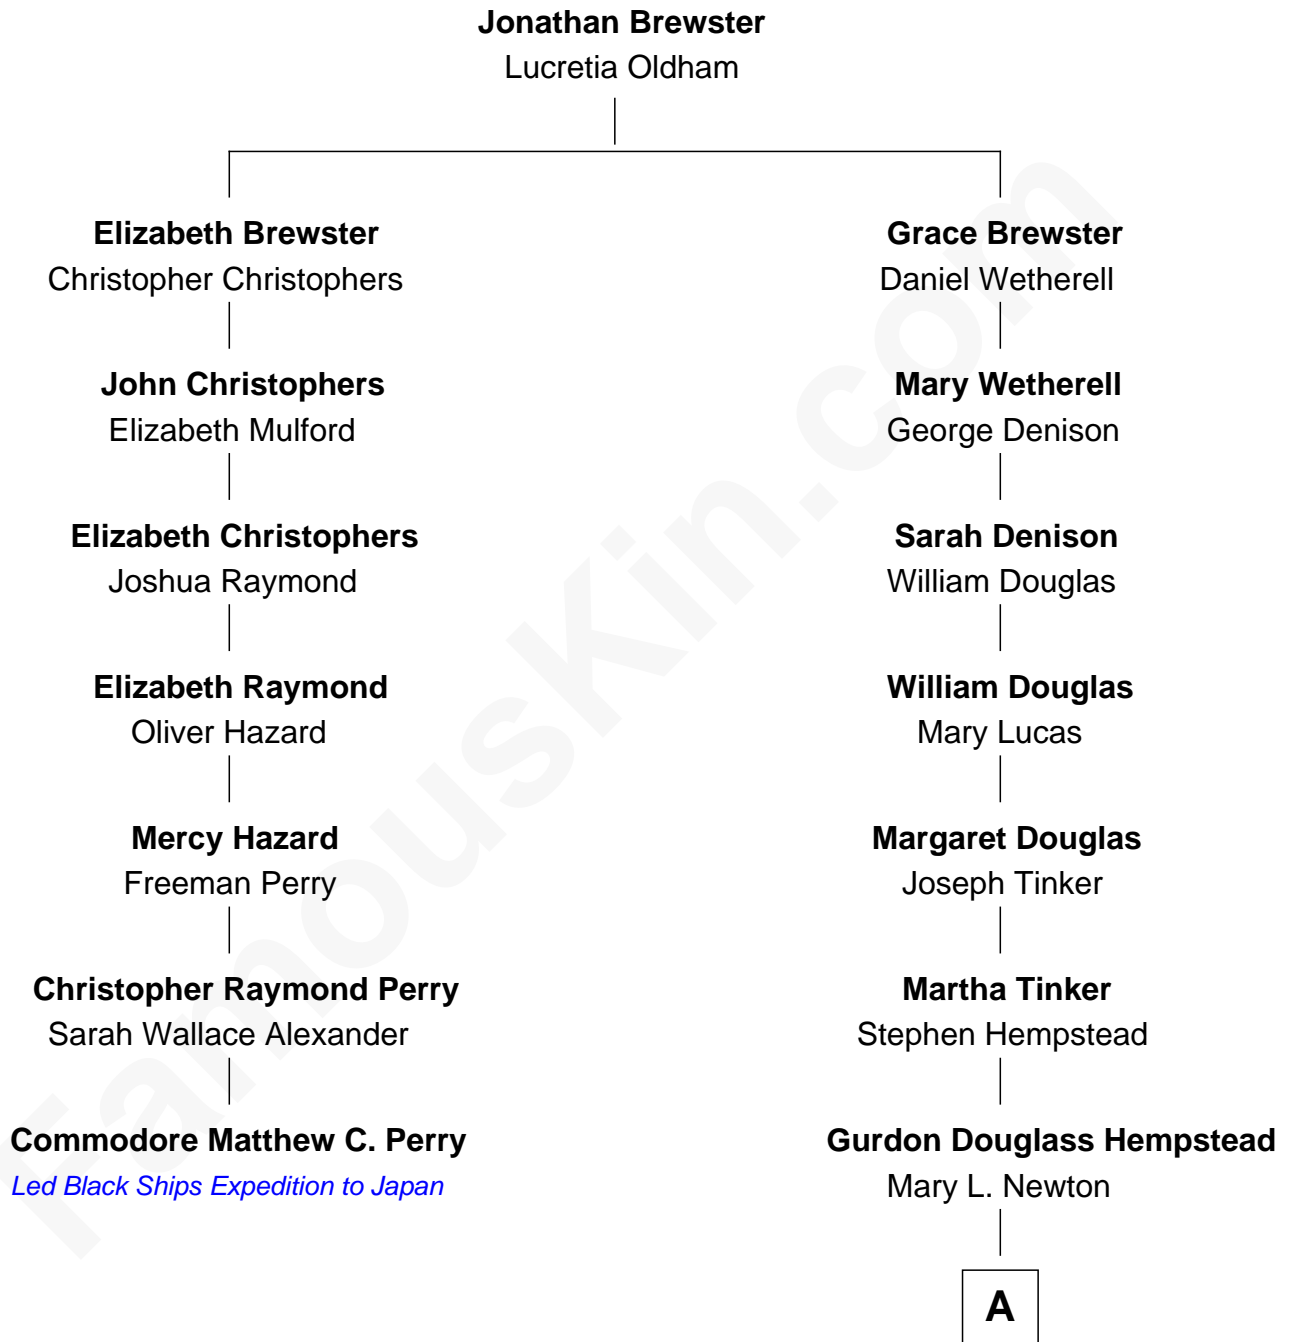 Jonathan Brewster
Lucretia Oldham
Elizabeth Brewster
Christopher Christophers
Grace Brewster
Daniel Wetherell
John Christophers
Elizabeth Mulford
Mary Wetherell
George Denison
Elizabeth Christophers
Joshua Raymond
Sarah Denison
William Douglas
Elizabeth Raymond
Oliver Hazard
William Douglas
Mary Lucas
Mercy Hazard
Freeman Perry
Margaret Douglas
Joseph Tinker
Christopher Raymond Perry
Sarah Wallace Alexander
Martha Tinker
Stephen Hempstead
Commodore Matthew C. Perry
Led Black Ships Expedition to Japan
Gurdon Douglass Hempstead
Mary L. Newton
A
FamousKin.com